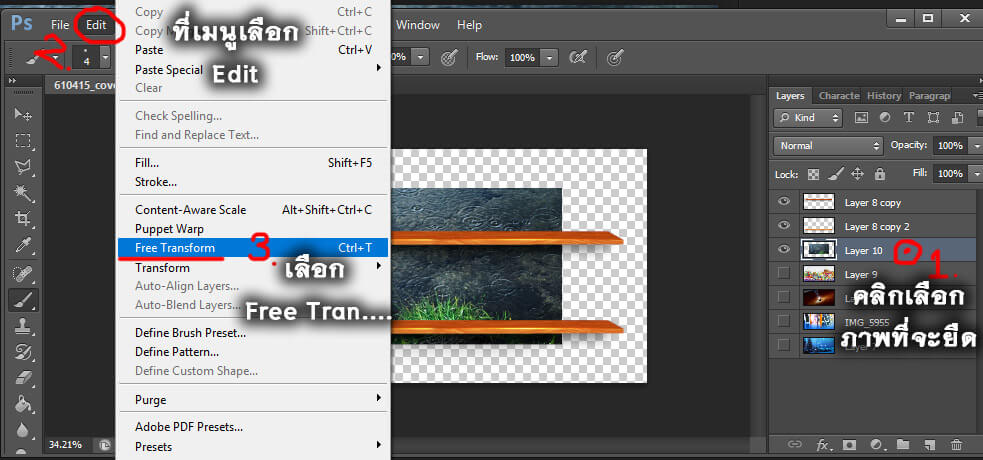 Ps File Edit Window Help
2.
ที่เมนูเลือก
Edit
4
0% Flow: 100%
610415_cov
Copy Ctrl+C
Copy Shift+Ctrl+C
Paste Ctrl+V
Paste Special
Clear
Check Spelling...
Find and Replace Text...
Fill... Shift+F5
Stroke...
Content-Aware Scale Alt+Shift+Ctrl+C
Puppet Warp
Free Transform Ctrl+T
3.
เลือก
Free Tran....
Transform
Auto-Align Layers...
Auto-Blend Layers...
Define Brush Preset...
Define Pattern...
Define Custom Shape...
Purge
Adobe PDF Presets...
Presets
34.21%
Layers Characte History Paragrap
Kind
Normal Opacity: 100%
Lock: Fill: 100%
Layer 8 copy
Layer 8 copy 2
Layer 10
1.
Layer 9
คลิกเลือก
IMG_5955
ภาพที่จะยืด